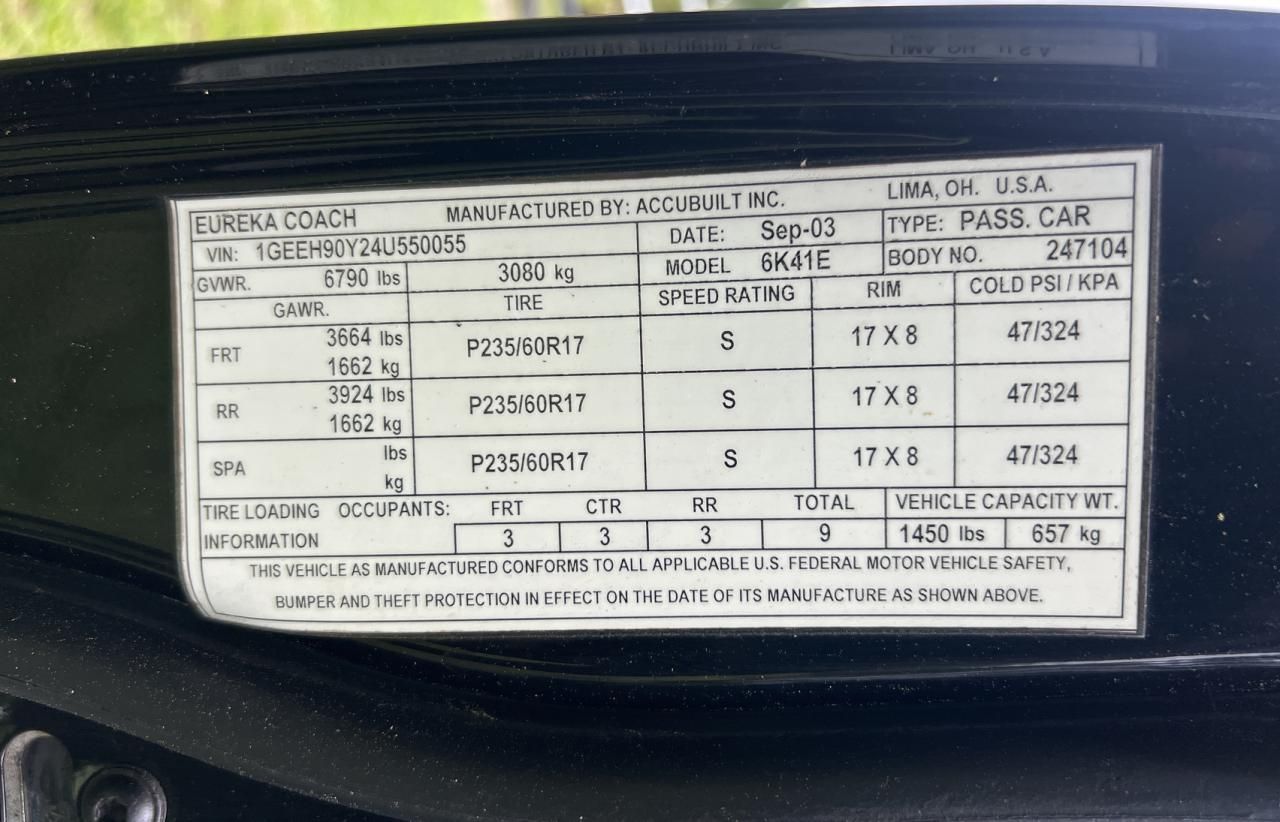 EUREKA COACH MANUFACTURED BY: ACCUBUILT INC. LIMA, OH. U.S.A.
VIN: 1GEEH90Y24U550055 DATE: Sep-03 TYPE: PASS. CAR
GVWR. 6790 lbs 3080 kg MODEL 6K41E BODY NO. 247104
GAWR. TIRE SPEED RATING RIM COLD PSI / KPA
FRT 3664 lbs 1662 kg P235/60R17 S 17 X 8 47/324
RR 3924 lbs 1662 kg P235/60R17 S 17 X 8 47/324
SPA lbs kg P235/60R17 S 17 X 8 47/324
TIRE LOADING OCCUPANTS: FRT CTR RR TOTAL VEHICLE CAPACITY WT.
INFORMATION 3 3 3 9 1450 lbs 657 kg
THIS VEHICLE AS MANUFACTURED CONFORMS TO ALL APPLICABLE U.S. FEDERAL MOTOR VEHICLE SAFETY,
BUMPER AND THEFT PROTECTION IN EFFECT ON THE DATE OF ITS MANUFACTURE AS SHOWN ABOVE.